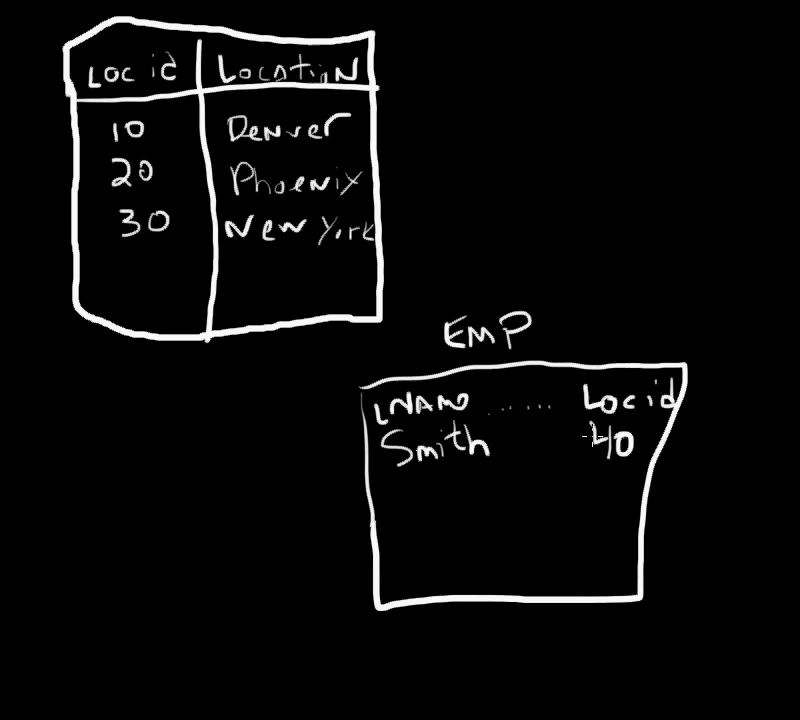 Loc id Location
10 Denver
20 Phoenix
30 New York
EMP
LNAME ....... Loc id
Smith 40